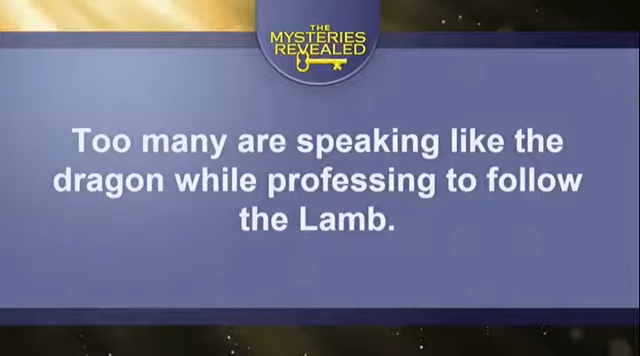 THE
MYSTERIES
REVEALED
Too many are speaking like the
dragon while professing to follow
the Lamb.